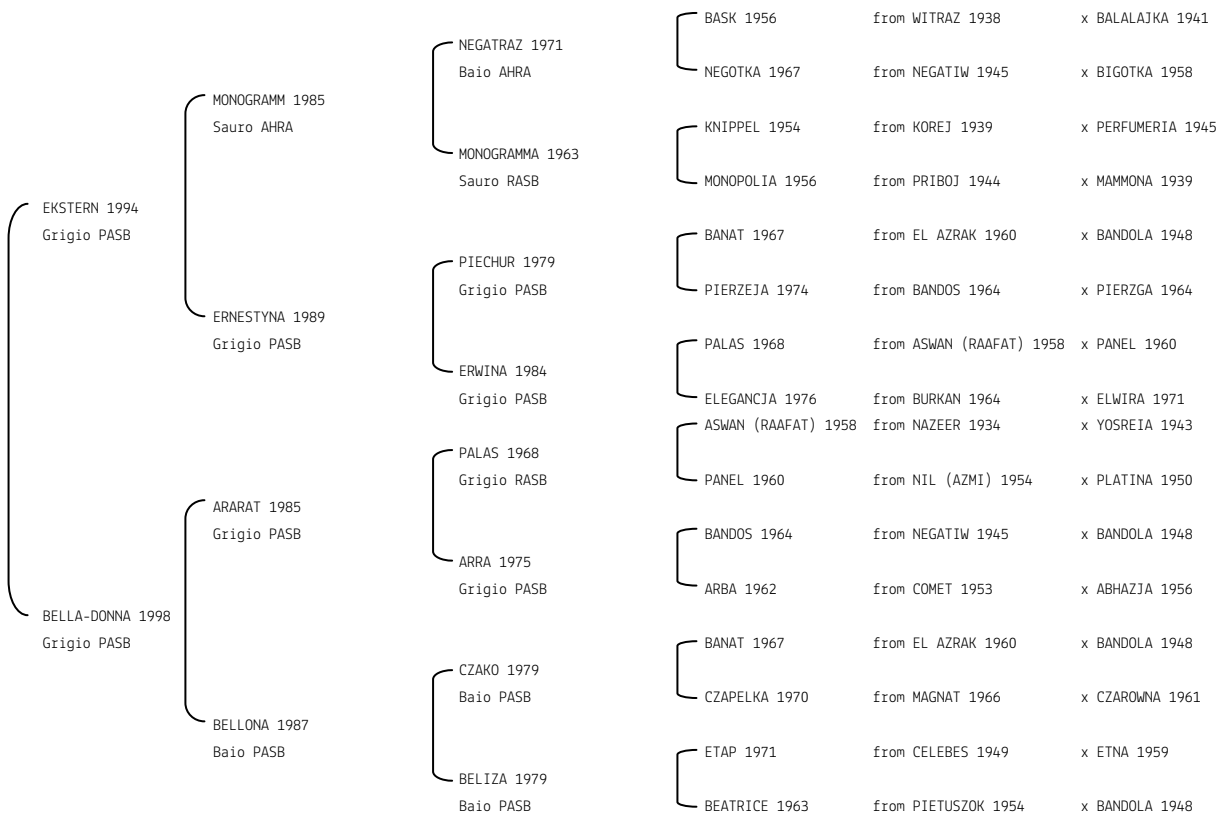 BASK 1956 from WITRAZ 1938 x BALALAJKA 1941
NEGATRAZ 1971
Baio AHRA
NEGOTKA 1967 from NEGATIW 1945 x BIGOTKA 1958
MONOGRAMM 1985
Sauro AHRA
KNIPPEL 1954 from KOREJ 1939 x PERFUMERIA 1945
MONOGRAMMA 1963
Sauro RASB
MONOPOLIA 1956 from PRIBOJ 1944 x MAMMONA 1939
EKSTERN 1994
Grigio PASB
BANAT 1967 from EL AZRAK 1960 x BANDOLA 1948
PIECHUR 1979
Grigio PASB
PIERZEJA 1974 from BANDOS 1964 x PIERZGA 1964
ERNESTYNA 1989
Grigio PASB
PALAS 1968 from ASWAN (RAAFAT) 1958 x PANEL 1960
ERWINA 1984
Grigio PASB
ELEGANCJA 1976 from BURKAN 1964 x ELWIRA 1971
ASWAN (RAAFAT) 1958 from NAZEER 1934 x YOSREIA 1943
PALAS 1968
Grigio RASB
PANEL 1960 from NIL (AZMI) 1954 x PLATINA 1950
ARARAT 1985
Grigio PASB
BANDOS 1964 from NEGATIW 1945 x BANDOLA 1948
ARRA 1975
Grigio PASB
ARBA 1962 from COMET 1953 x ABHAZJA 1956
BELLA-DONNA 1998
Grigio PASB
BANAT 1967 from EL AZRAK 1960 x BANDOLA 1948
CZAKO 1979
Baio PASB
CZAPELKA 1970 from MAGNAT 1966 x CZAROWNA 1961
BELLONA 1987
Baio PASB
ETAP 1971 from CELEBES 1949 x ETNA 1959
BELIZA 1979
Baio PASB
BEATRICE 1963 from PIETUSZOK 1954 x BANDOLA 1948